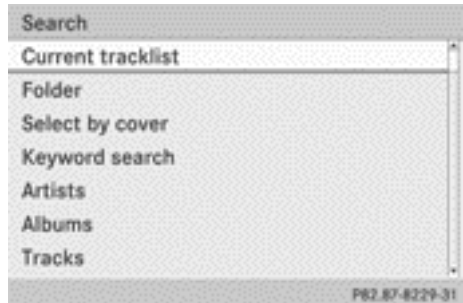 Search
Current tracklist
Folder
Select by cover
Keyword search
Artists
Albums
Tracks
P82.87-8229-31